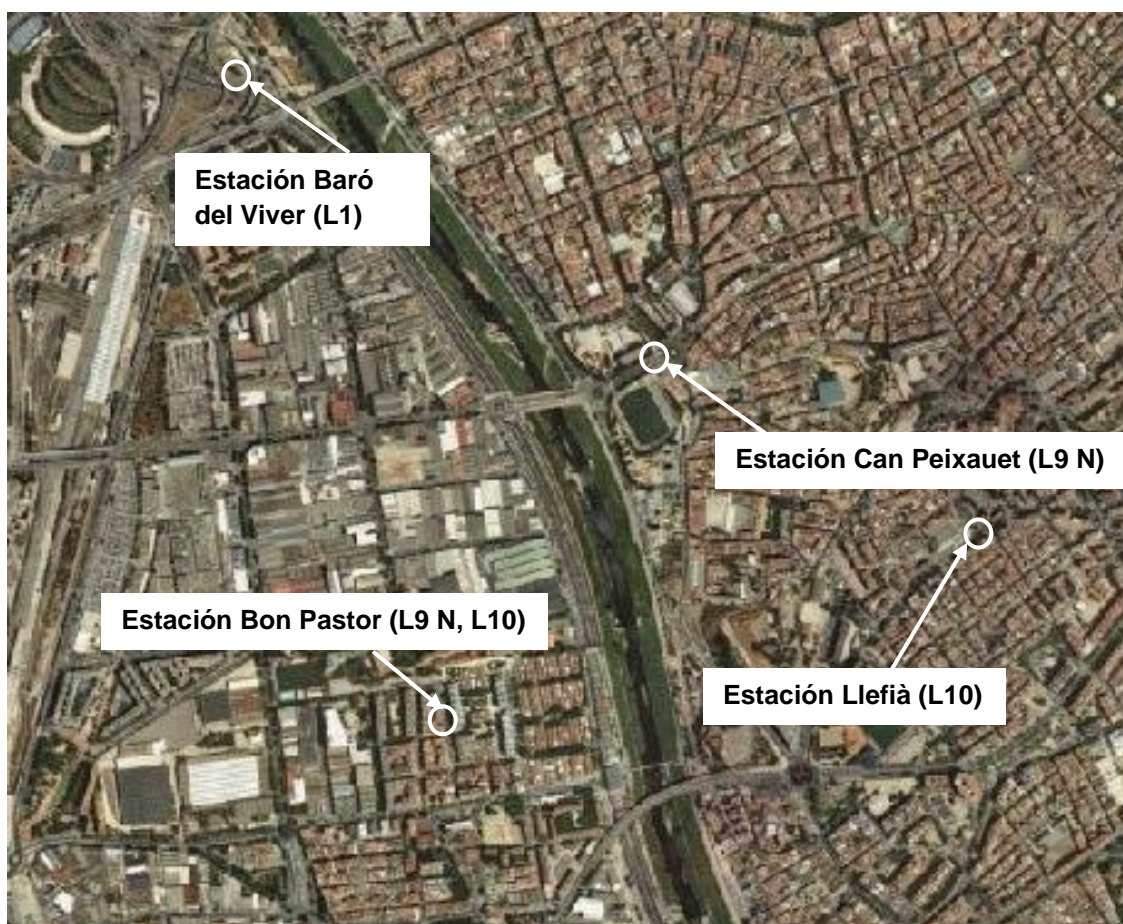 Estación Baró
del Viver (L1)
Estación Can Peixauet (L9 N)
Estación Bon Pastor (L9 N, L10)
Estación Llefià (L10)